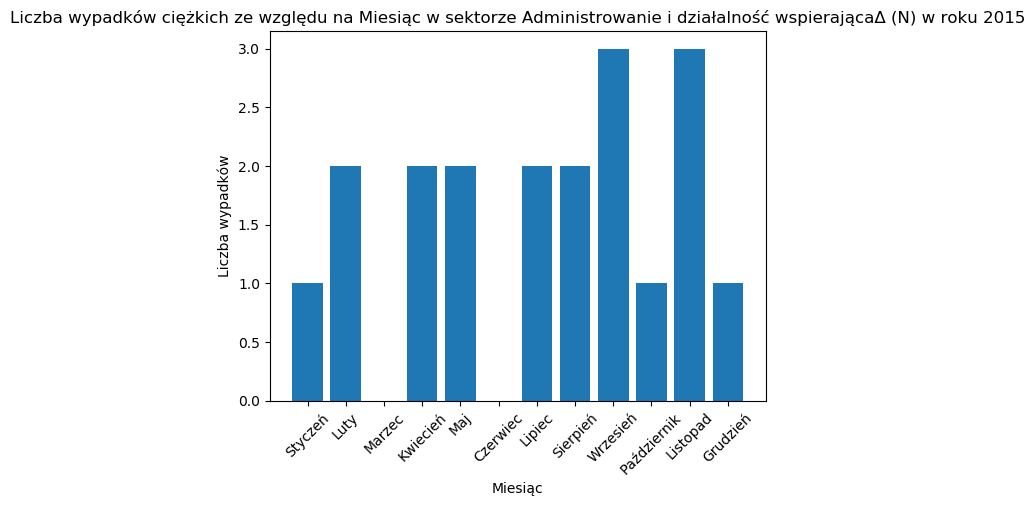 Liczba wypadków ciężkich ze względu na Miesiąc w sektorze Administrowanie i działalność wspierającaΔ (N) w roku 2015
3.0
2.5
2.0
1.5
1.0
0.5
0.0
Liczba wypadków
Styczeń
Luty
Marzec
Kwiecień
Maj
Czerwiec
Lipiec
Sierpień
Wrzesień
Październik
Listopad
Grudzień
Miesiąc